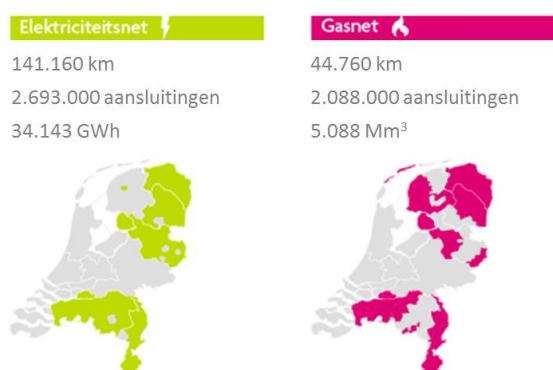 Elektriciteitsnet
141.160 km
2.693.000 aansluitingen
34.143 GWh
Gasnet
44.760 km
2.088.000 aansluitingen
5.088 Mm³